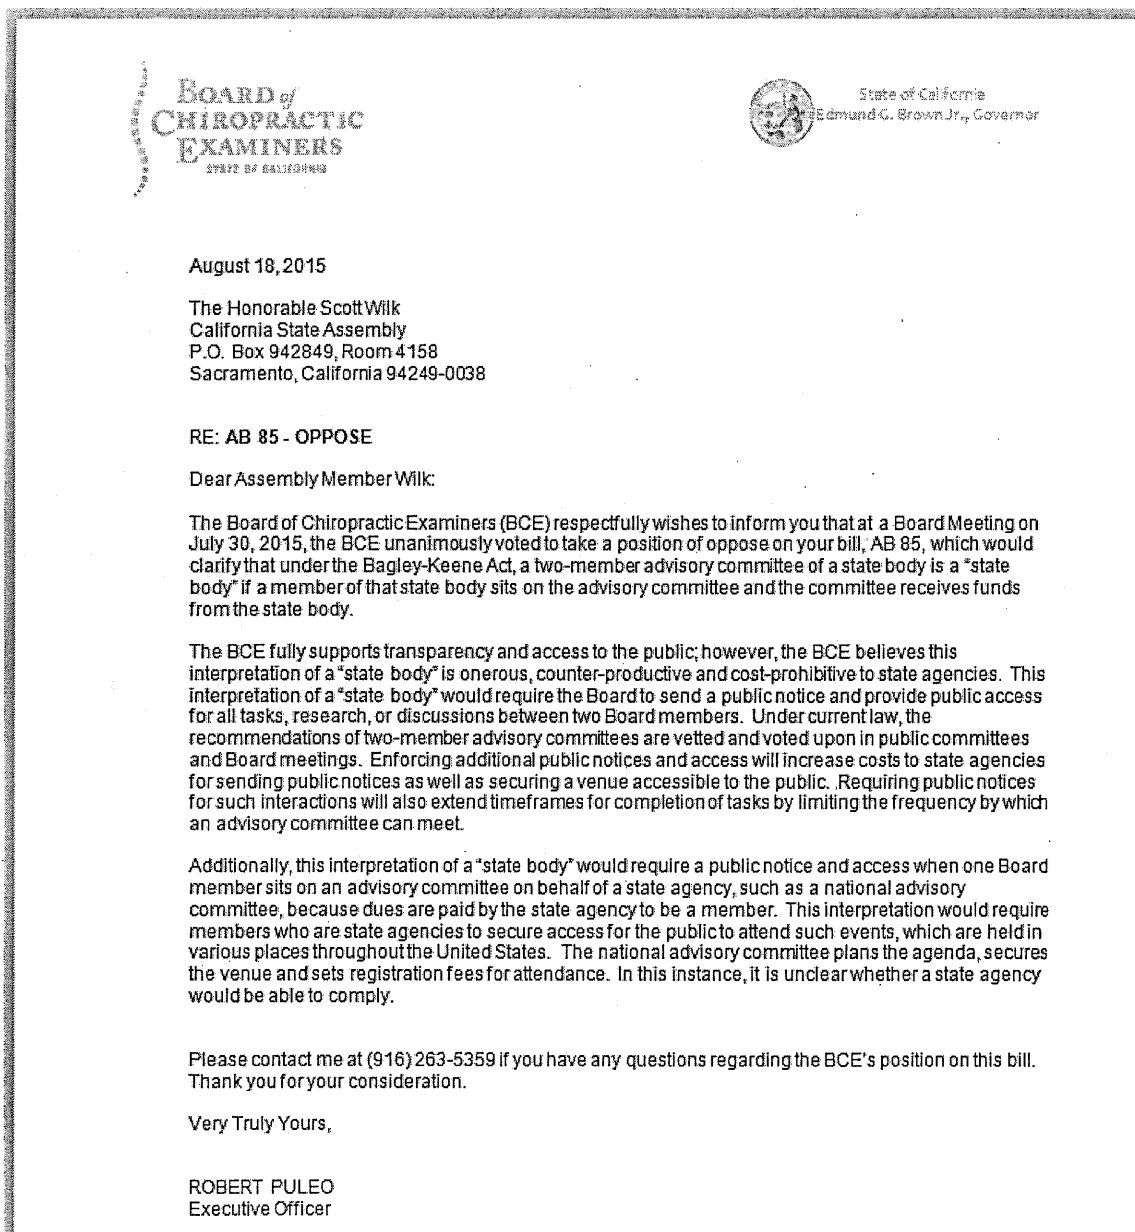 BOARD of
CHIROPRACTIC
EXAMINERS
STATE OF CALIFORNIA
State of California
Edmund G. Brown Jr., Governor
August 18, 2015
The Honorable Scott Wilk
California State Assembly
P.O. Box 942849, Room 4158
Sacramento, California 94249-0038
RE: AB 85 - OPPOSE
Dear Assembly Member Wilk:
The Board of Chiropractic Examiners (BCE) respectfully wishes to inform you that at a Board Meeting on
July 30, 2015, the BCE unanimously voted to take a position of oppose on your bill, AB 85, which would
clarify that under the Bagley-Keene Act, a two-member advisory committee of a state body is a "state
body" if a member of that state body sits on the advisory committee and the committee receives funds
from the state body.
The BCE fully supports transparency and access to the public; however, the BCE believes this
interpretation of a "state body" is onerous, counter-productive and cost-prohibitive to state agencies. This
interpretation of a "state body" would require the Board to send a public notice and provide public access
for all tasks, research, or discussions between two Board members. Under current law, the
recommendations of two-member advisory committees are vetted and voted upon in public committees
and Board meetings. Enforcing additional public notices and access will increase costs to state agencies
for sending public notices as well as securing a venue accessible to the public. Requiring public notices
for such interactions will also extend timeframes for completion of tasks by limiting the frequency by which
an advisory committee can meet.
Additionally, this interpretation of a "state body" would require a public notice and access when one Board
member sits on an advisory committee on behalf of a state agency, such as a national advisory
committee, because dues are paid by the state agency to be a member. This interpretation would require
members who are state agencies to secure access for the public to attend such events, which are held in
various places throughout the United States. The national advisory committee plans the agenda, secures
the venue and sets registration fees for attendance. In this instance, it is unclear whether a state agency
would be able to comply.
Please contact me at (916) 263-5359 if you have any questions regarding the BCE's position on this bill.
Thank you for your consideration.
Very Truly Yours,
ROBERT PULEO
Executive Officer